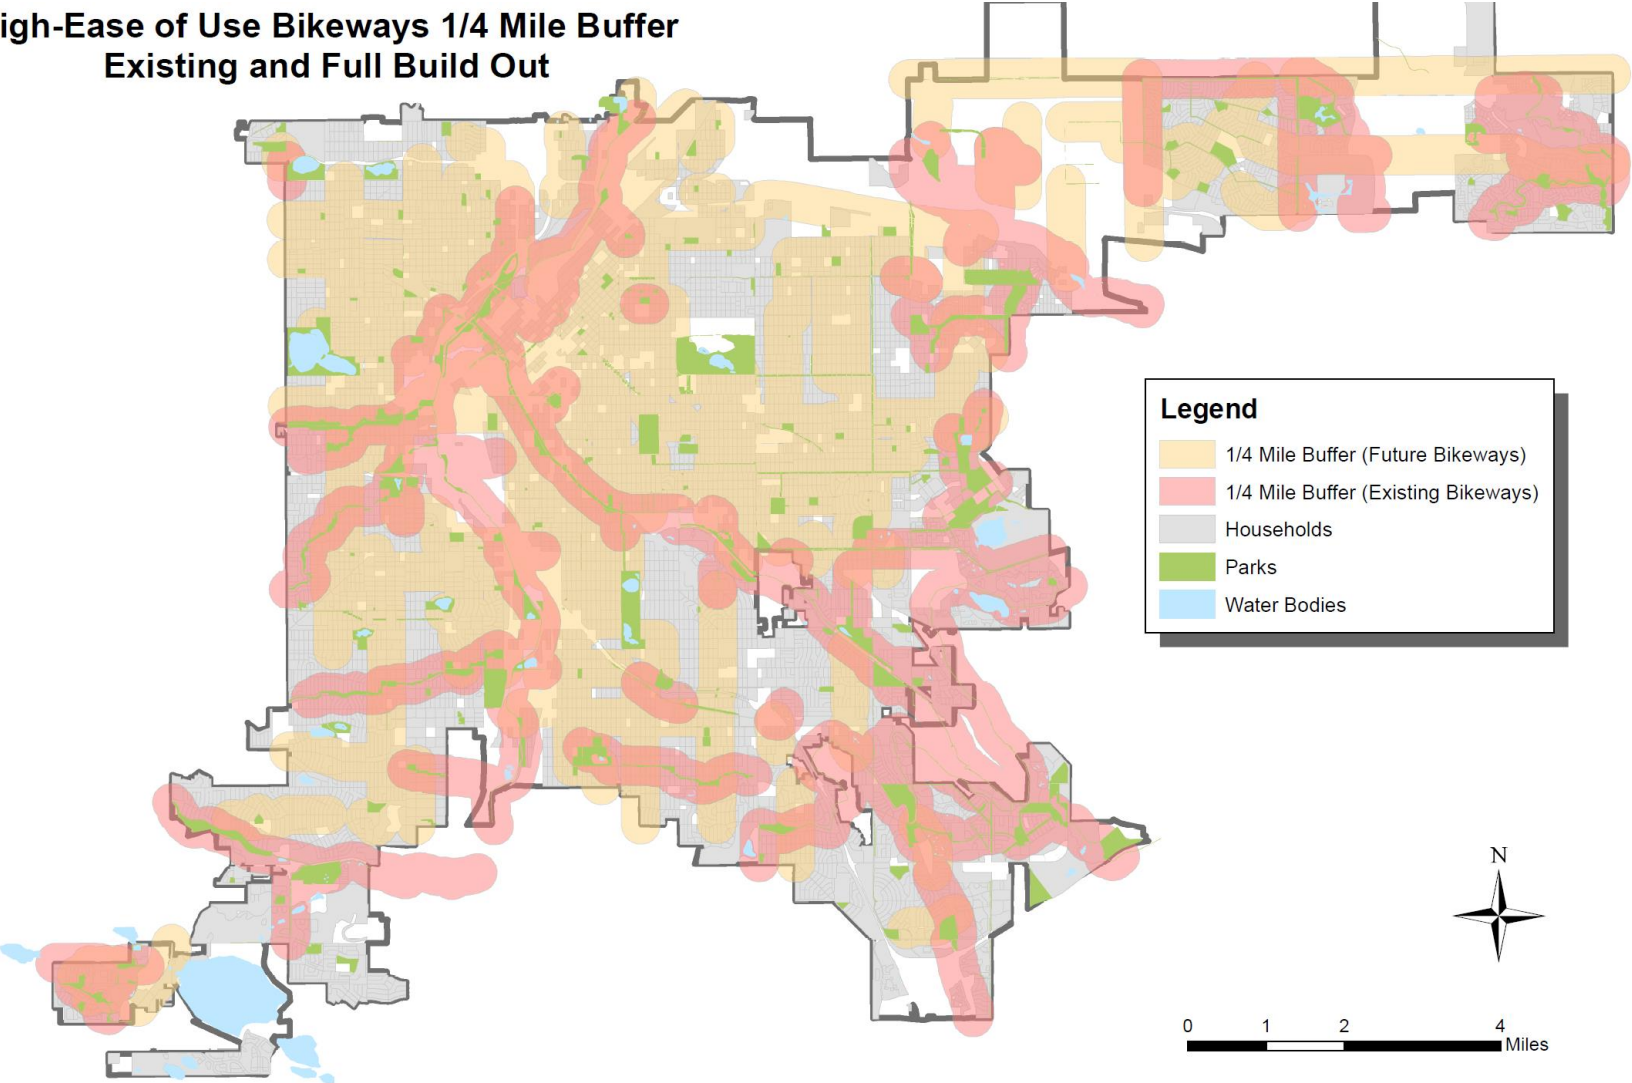 igh-Ease of Use Bikeways 1/4 Mile Buffer
Existing and Full Build Out
Legend
1/4 Mile Buffer (Future Bikeways)
1/4 Mile Buffer (Existing Bikeways)
Households
Parks
Water Bodies
N
0 1 2 4
Miles